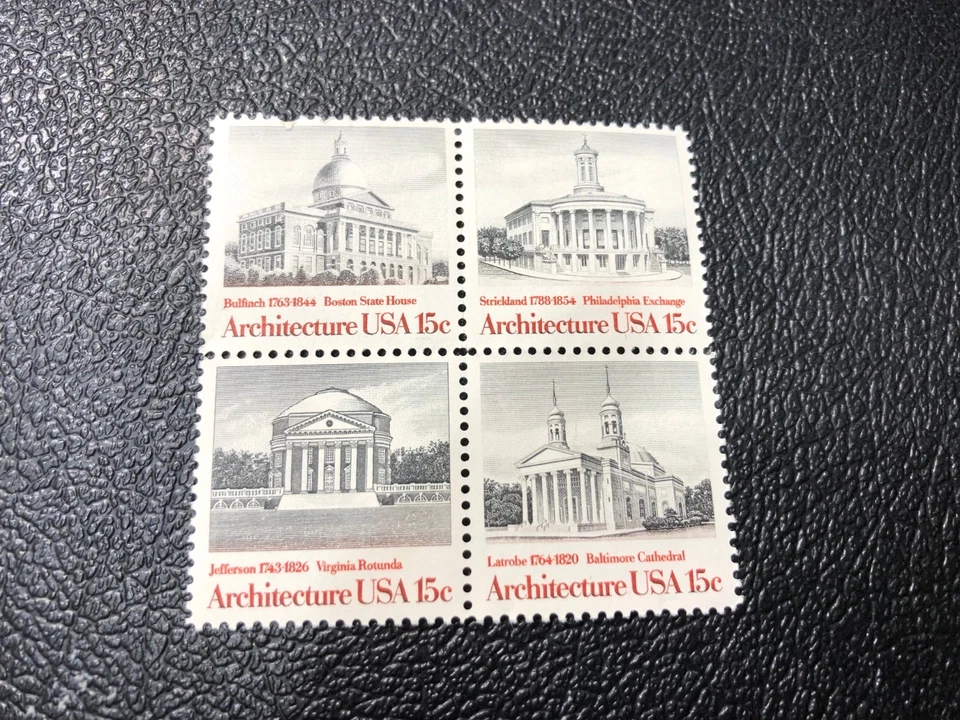 Bulfinch 1763-1844 Boston State House
Architecture USA 15c
Strickland 1788-1854 Philadelphia Exchange
Architecture USA 15c
Jefferson 1743-1826 Virginia Rotunda
Architecture USA 15c
Latrobe 1764-1820 Baltimore Cathedral
Architecture USA 15c